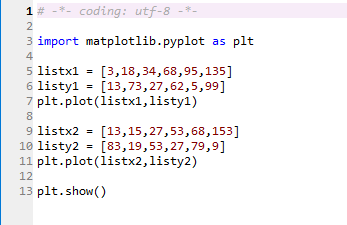 1 # -*- coding: utf-8 -*-
2
3 import matplotlib.pyplot as plt
4
5 listx1 = [3,18,34,68,95,135]
6 listy1 = [13,73,27,62,5,99]
7 plt.plot(listx1,listy1)
8
9 listx2 = [13,15,27,53,68,153]
10 listy2 = [83,19,53,27,79,9]
11 plt.plot(listx2,listy2)
12
13 plt.show()